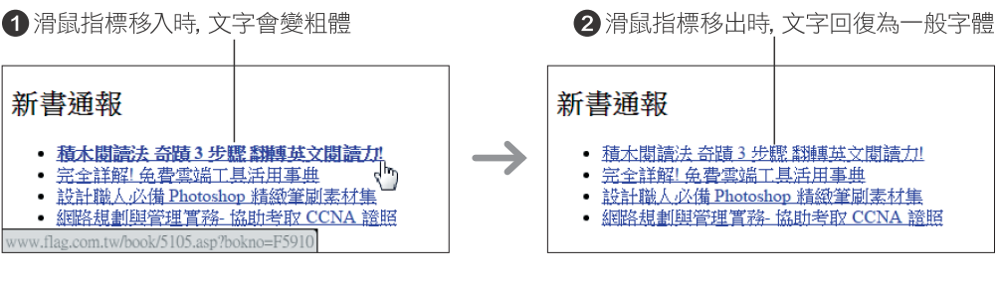 ❶ 滑鼠指標移入時, 文字會變粗體
新書通報
• 積木閱讀法 奇蹟 3 步驟 翻轉英文閱讀力!
• 完全詳解! 免費雲端工具活用事典
• 設計職人必備 Photoshop 精緻筆刷素材集
• 網路規劃與管理實務- 協助考取 CCNA 證照
www.flag.com.tw/book/5105.asp?bokno=F5910
❷ 滑鼠指標移出時, 文字回復為一般字體
新書通報
• 積木閱讀法 奇蹟 3 步驟 翻轉英文閱讀力!
• 完全詳解! 免費雲端工具活用事典
• 設計職人必備 Photoshop 精緻筆刷素材集
• 網路規劃與管理實務- 協助考取 CCNA 證照